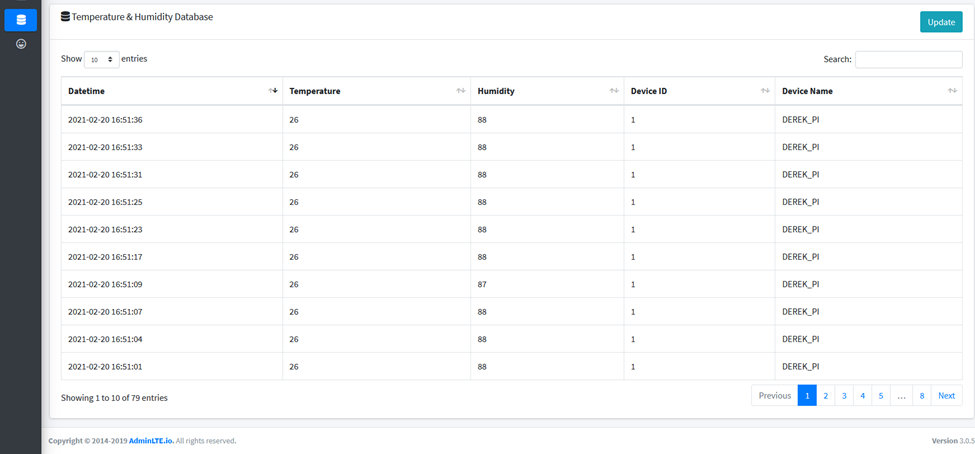 Temperature & Humidity Database
Update
Show 10 entries
Search:
Datetime Temperature Humidity Device ID Device Name
2021-02-20 16:51:36 26 88 1 DEREK_PI
2021-02-20 16:51:33 26 88 1 DEREK_PI
2021-02-20 16:51:31 26 88 1 DEREK_PI
2021-02-20 16:51:25 26 88 1 DEREK_PI
2021-02-20 16:51:23 26 88 1 DEREK_PI
2021-02-20 16:51:17 26 88 1 DEREK_PI
2021-02-20 16:51:09 26 87 1 DEREK_PI
2021-02-20 16:51:07 26 88 1 DEREK_PI
2021-02-20 16:51:04 26 88 1 DEREK_PI
2021-02-20 16:51:01 26 88 1 DEREK_PI
Showing 1 to 10 of 79 entries
Previous 1 2 3 4 5 … 8 Next
Copyright © 2014-2019 AdminLTE.io. All rights reserved.
Version 3.0.5